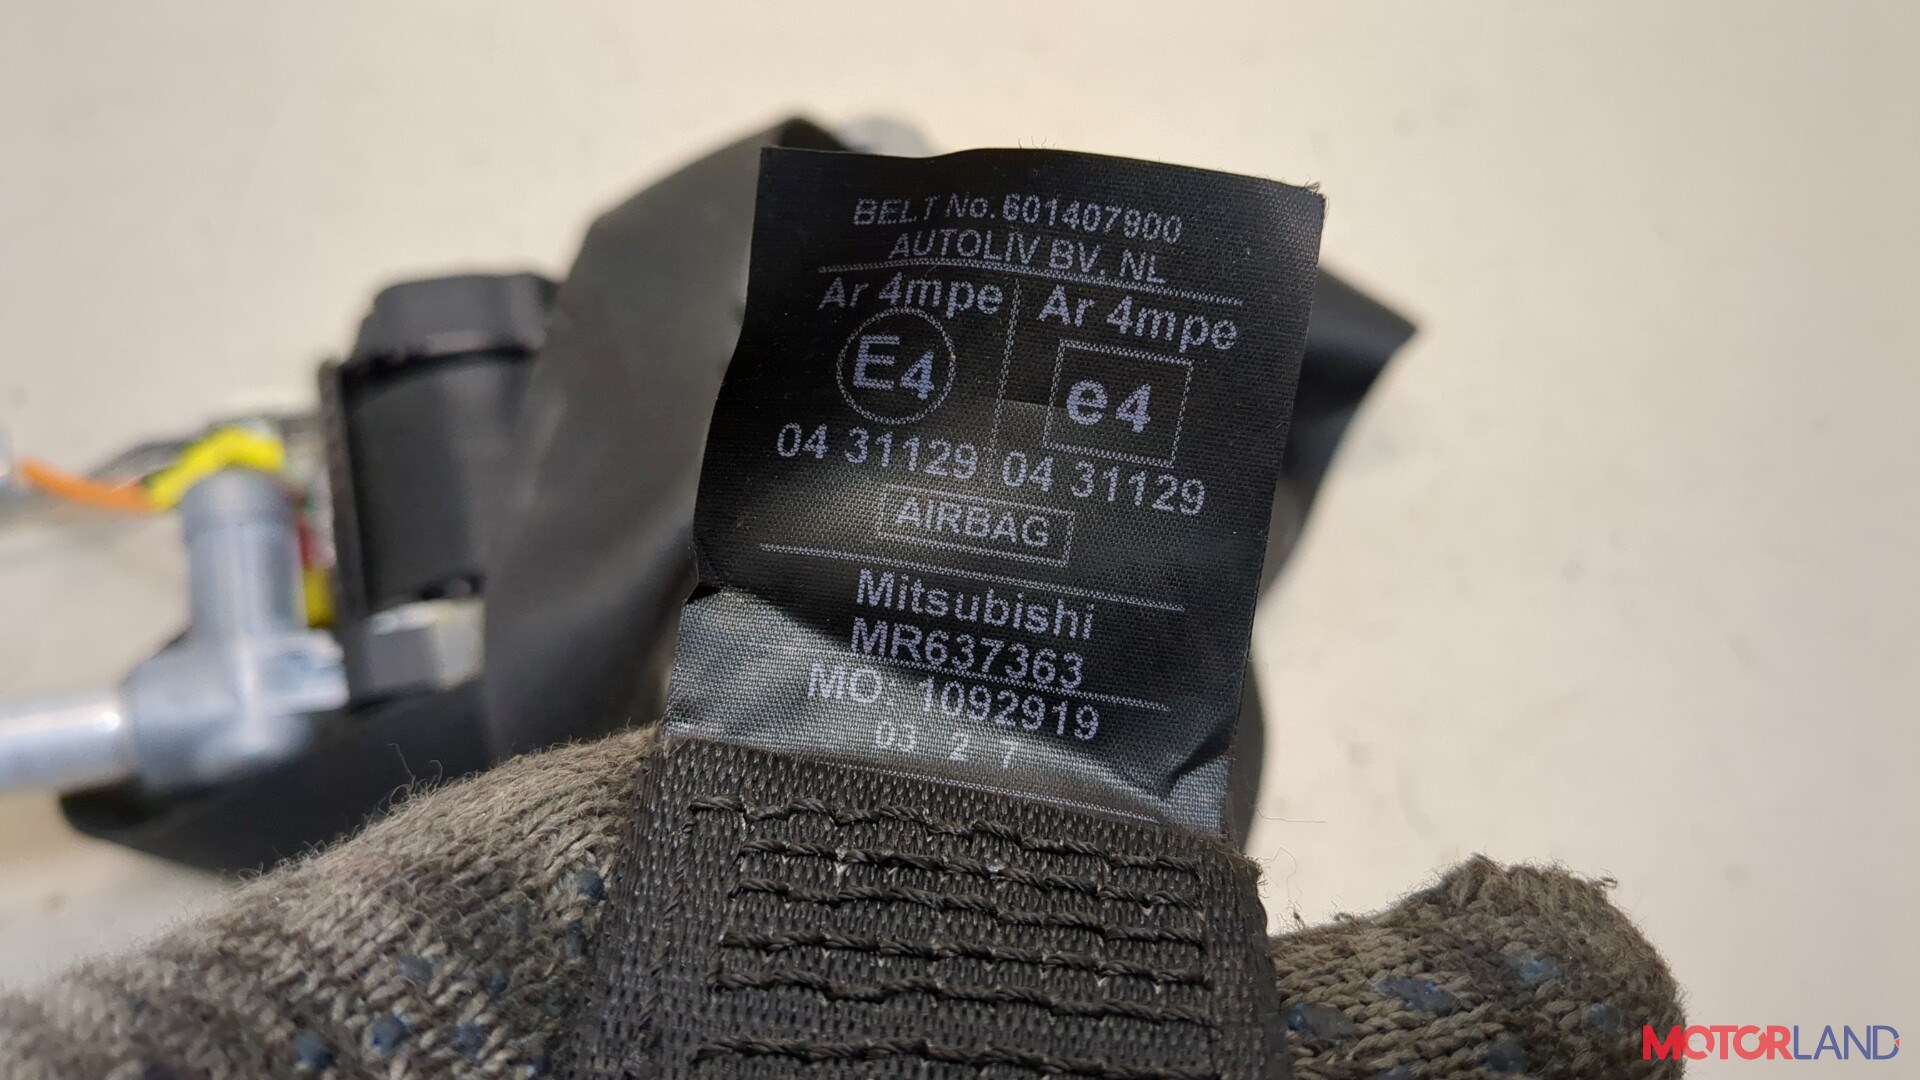 BELT No. 601407900
AUTOLIV BV. NL
Ar 4mpe Ar 4mpe
E4 e4
04 31129 04 31129
AIRBAG
Mitsubishi
MR637363
MO. 1092919
03 2 7
MOTORLAND